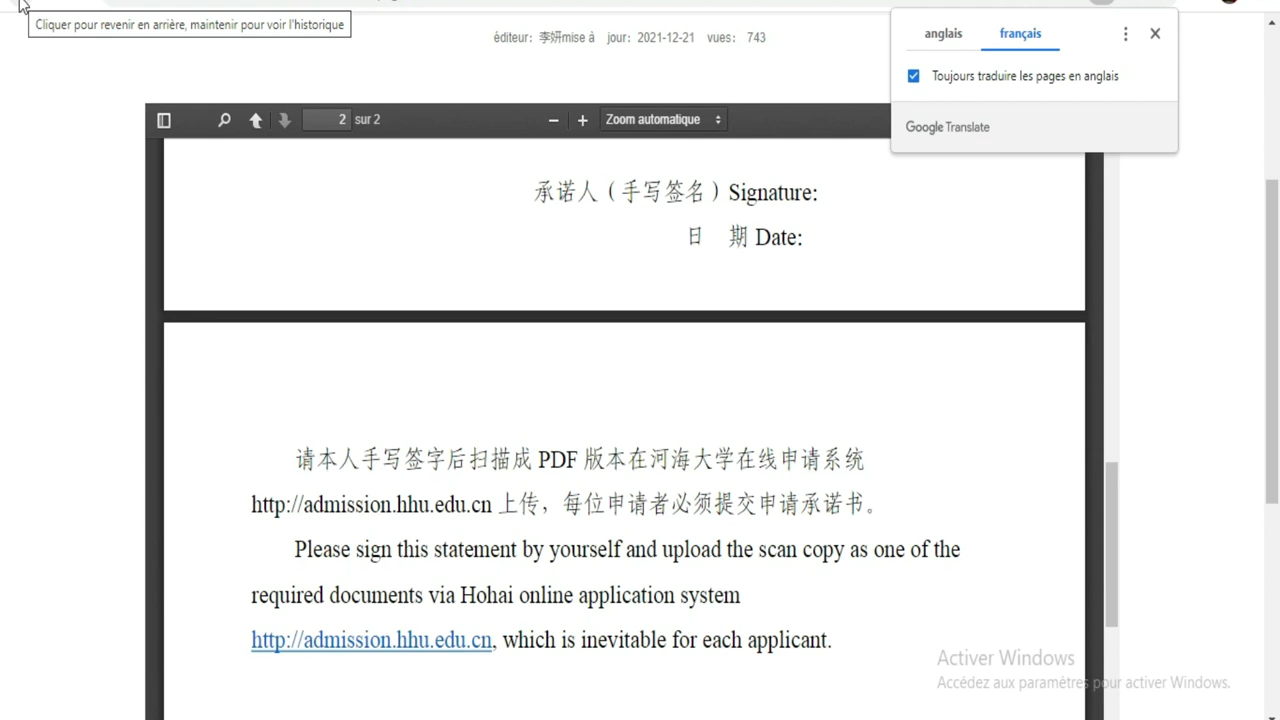 Cliquer pour revenir en arrière, maintenir pour voir l'historique
éditeur: 李妍mise à jour: 2021-12-21 vues: 743
anglais français
Toujours traduire les pages en anglais
Google Translate
2 sur 2 Zoom automatique
承诺人（手写签名）Signature:
日 期 Date:
请本人手写签字后扫描成 PDF 版本在河海大学在线申请系统
http://admission.hhu.edu.cn 上传，每位申请者必须提交申请承诺书。
Please sign this statement by yourself and upload the scan copy as one of the
required documents via Hohai online application system
http://admission.hhu.edu.cn, which is inevitable for each applicant.
Activer Windows
Accédez aux paramètres pour activer Windows.